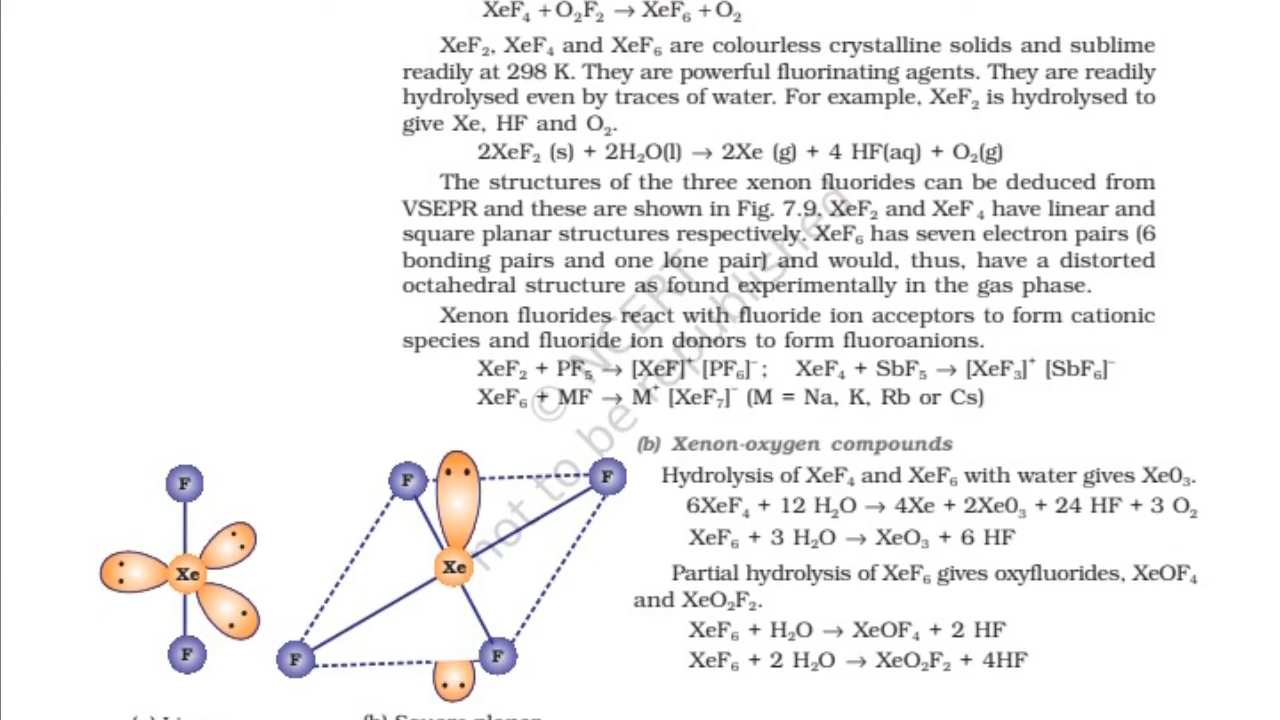 XeF₄ + O₂F₂ → XeF₆ + O₂
XeF₂, XeF₄ and XeF₆ are colourless crystalline solids and sublime
readily at 298 K. They are powerful fluorinating agents. They are readily
hydrolysed even by traces of water. For example, XeF₂ is hydrolysed to
give Xe, HF and O₂.
2XeF₂ (s) + 2H₂O(l) → 2Xe (g) + 4 HF(aq) + O₂(g)
The structures of the three xenon fluorides can be deduced from
VSEPR and these are shown in Fig. 7.9. XeF₂ and XeF₄ have linear and
square planar structures respectively. XeF₆ has seven electron pairs (6
bonding pairs and one lone pair) and would, thus, have a distorted
octahedral structure as found experimentally in the gas phase.
Xenon fluorides react with fluoride ion acceptors to form cationic
species and fluoride ion donors to form fluoroanions.
XeF₂ + PF₅ → [XeF]⁺ [PF₆]⁻ ; XeF₄ + SbF₅ → [XeF₃]⁺ [SbF₆]⁻
XeF₆ + MF → M⁺ [XeF₇]⁻ (M = Na, K, Rb or Cs)
© NCERT
not to be republished
(b) Xenon-oxygen compounds
Hydrolysis of XeF₄ and XeF₆ with water gives Xe0₃.
6XeF₄ + 12 H₂O → 4Xe + 2Xe0₃ + 24 HF + 3 O₂
XeF₆ + 3 H₂O → XeO₃ + 6 HF
Partial hydrolysis of XeF₆ gives oxyfluorides, XeOF₄
and XeO₂F₂.
XeF₆ + H₂O → XeOF₄ + 2 HF
XeF₆ + 2 H₂O → XeO₂F₂ + 4HF
F
Xe
F
F
F
Xe
F
F
(b) Square planar